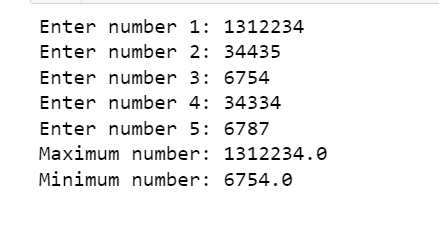 Enter number 1: 1312234
Enter number 2: 34435
Enter number 3: 6754
Enter number 4: 34334
Enter number 5: 6787
Maximum number: 1312234.0
Minimum number: 6754.0